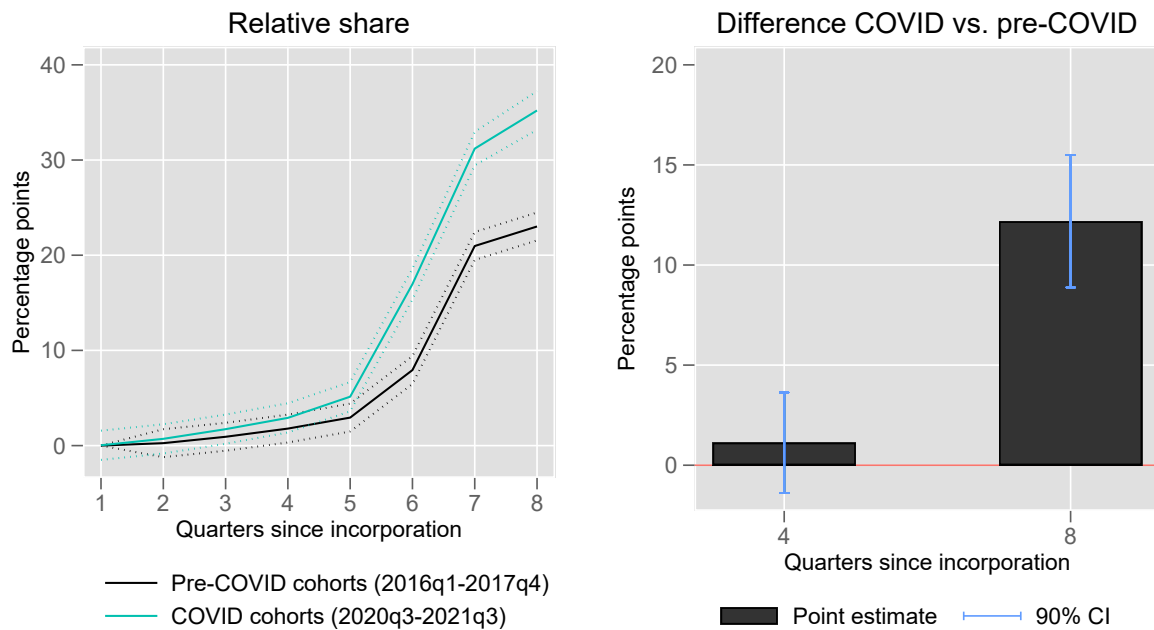 Relative share
40
30
20
10
0
Percentage points
1 2 3 4 5 6 7 8
Quarters since incorporation
Pre-COVID cohorts (2016q1-2017q4)
COVID cohorts (2020q3-2021q3)
Difference COVID vs. pre-COVID
20
15
10
5
0
Percentage points
4 8
Quarters since incorporation
Point estimate 90% CI